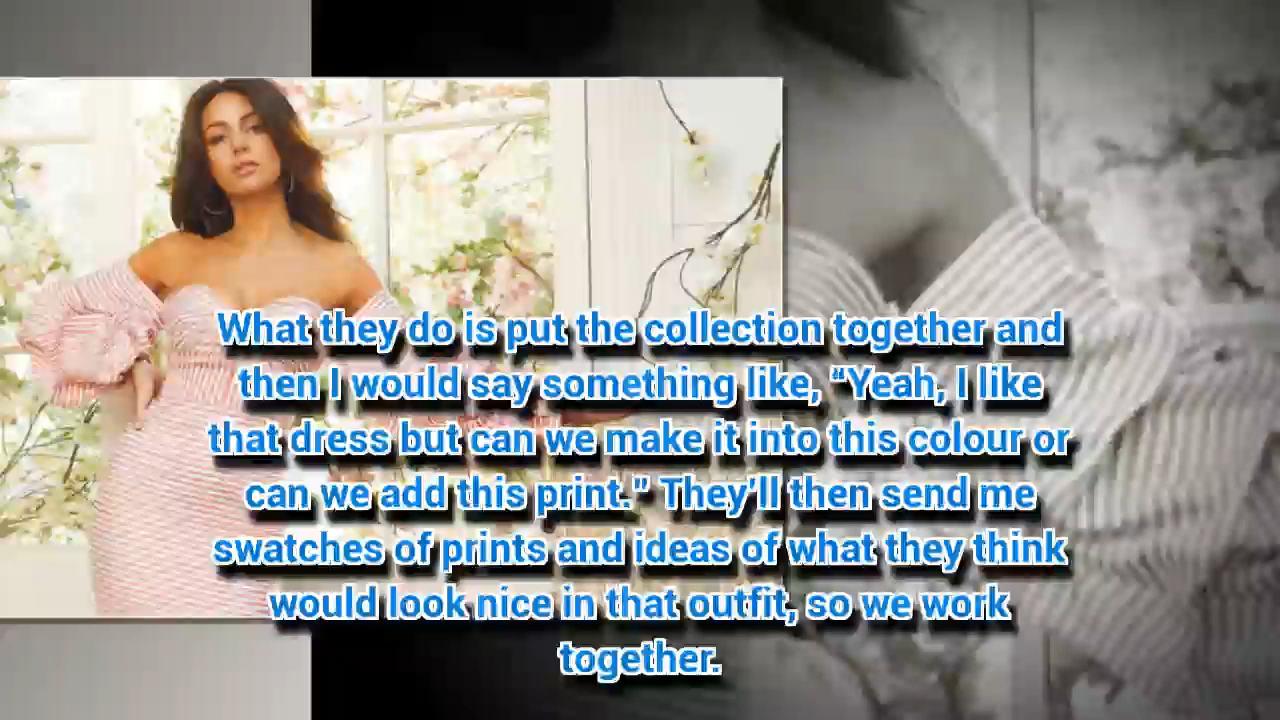 What they do is put the collection together and
then I would say something like, “Yeah, I like
that dress but can we make it into this colour or
can we add this print.” They’ll then send me
swatches of prints and ideas of what they think
would look nice in that outfit, so we work
together.